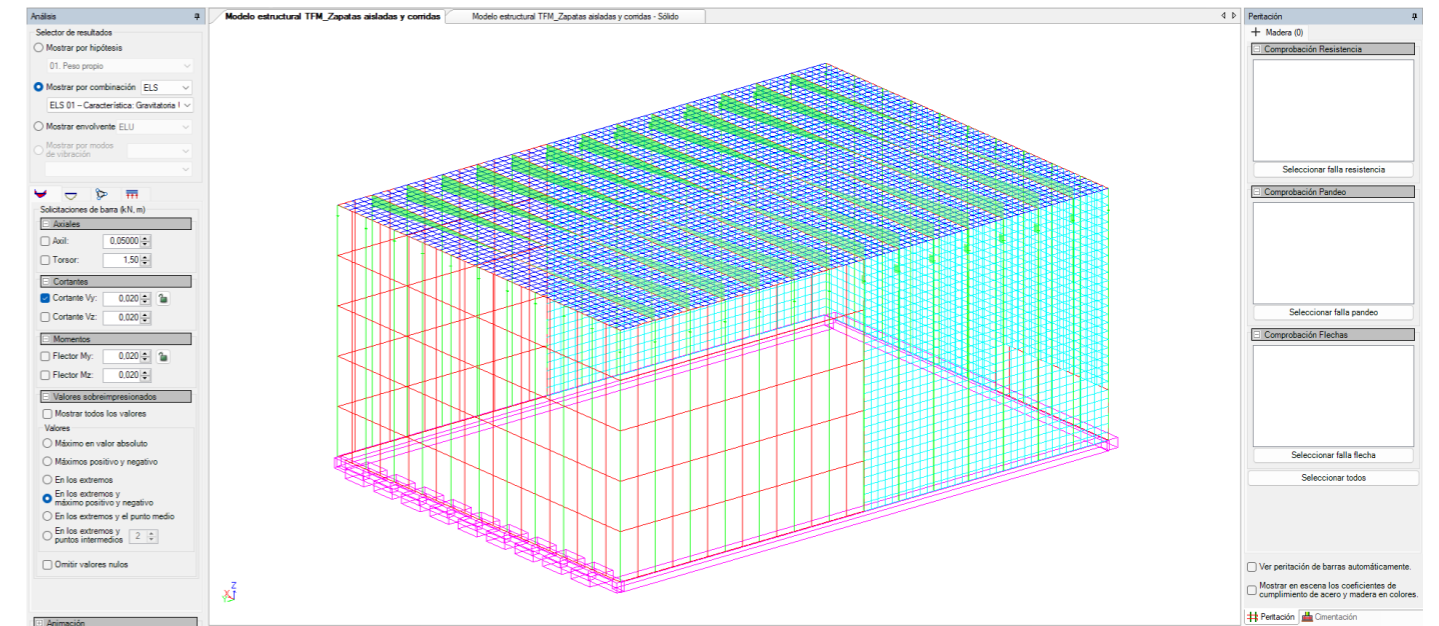 Análisis
Selector de resultados
Mostrar por hipótesis
01. Peso propio
Mostrar por combinación ELS
ELS 01 – Característica: Gravitatoria
Mostrar envolvente ELU
Mostrar por modos
de vibración
Solicitaciones de barra (kN, m)
Axiales
Axil: 0,05000
Torsor: 1,50
Cortantes
Cortante Vy: 0,020
Cortante Vz: 0,020
Momentos
Flector My: 0,020
Flector Mz: 0,020
Valores sobreimpresionados
Mostrar todos los valores
Valores
Máximo en valor absoluto
Máximos positivo y negativo
En los extremos
En los extremos y
máximo positivo y negativo
En los extremos y el punto medio
En los extremos y
puntos intermedios 2
Omitir valores nulos
Animación
Modelo estructural TFM_Zapatas aisladas y corridas
Modelo estructural TFM_Zapatas aisladas y corridas - Sólido
Z
X
Y
Peritación
Madera (0)
Comprobación Resistencia
Seleccionar falla resistencia
Comprobación Pandeo
Seleccionar falla pandeo
Comprobación Flechas
Seleccionar falla flecha
Seleccionar todos
Ver peritación de barras automáticamente.
Mostrar en escena los coeficientes de
cumplimiento de acero y madera en colores.
Peritación
Cimentación